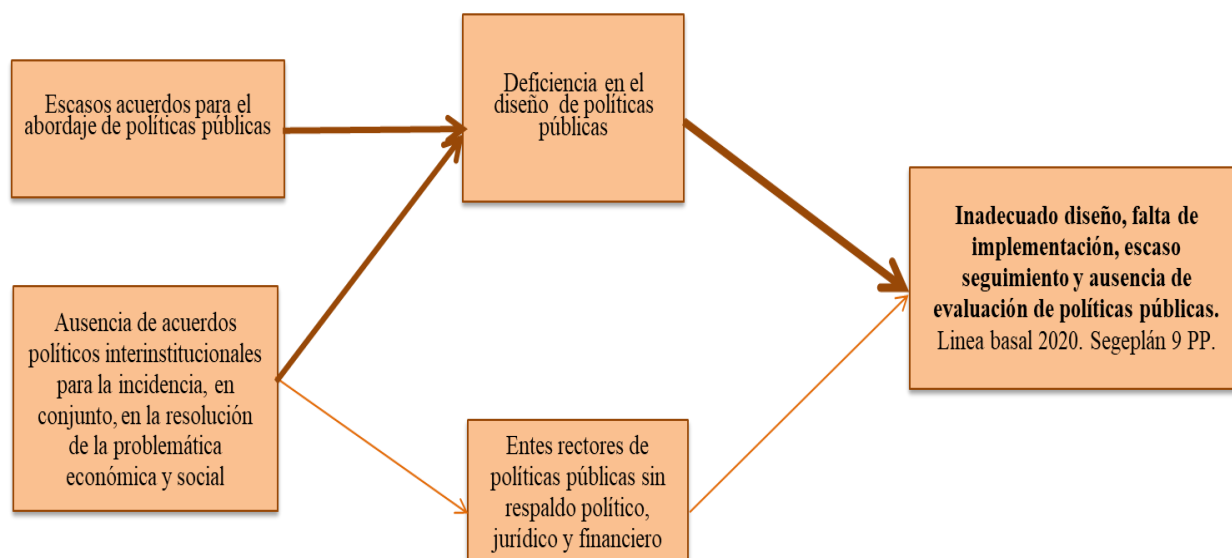 Escasos acuerdos para el
abordaje de políticas públicas
Deficiencia en el
diseño de políticas
públicas
Inadecuado diseño, falta de
implementación, escaso
seguimiento y ausencia de
evaluación de políticas públicas.
Linea basal 2020. Segeplán 9 PP.
Ausencia de acuerdos
políticos interinstitucionales
para la incidencia, en
conjunto, en la resolución
de la problemática
económica y social
Entes rectores de
políticas públicas sin
respaldo político,
jurídico y financiero